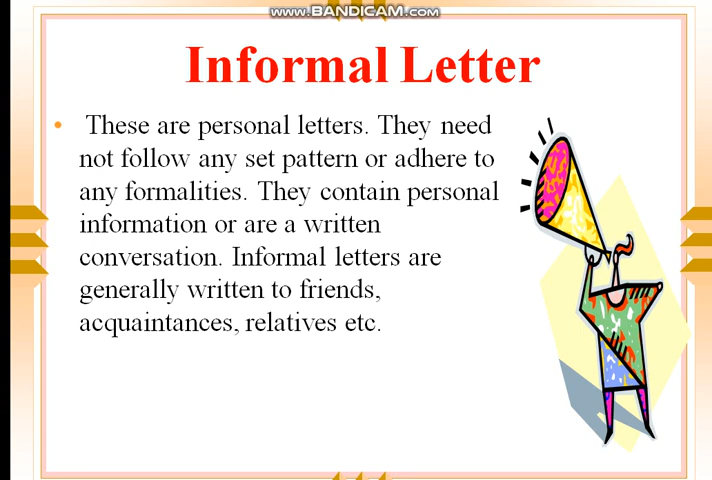 www.BANDICAM.com
Informal Letter
• These are personal letters. They need
not follow any set pattern or adhere to
any formalities. They contain personal
information or are a written
conversation. Informal letters are
generally written to friends,
acquaintances, relatives etc.